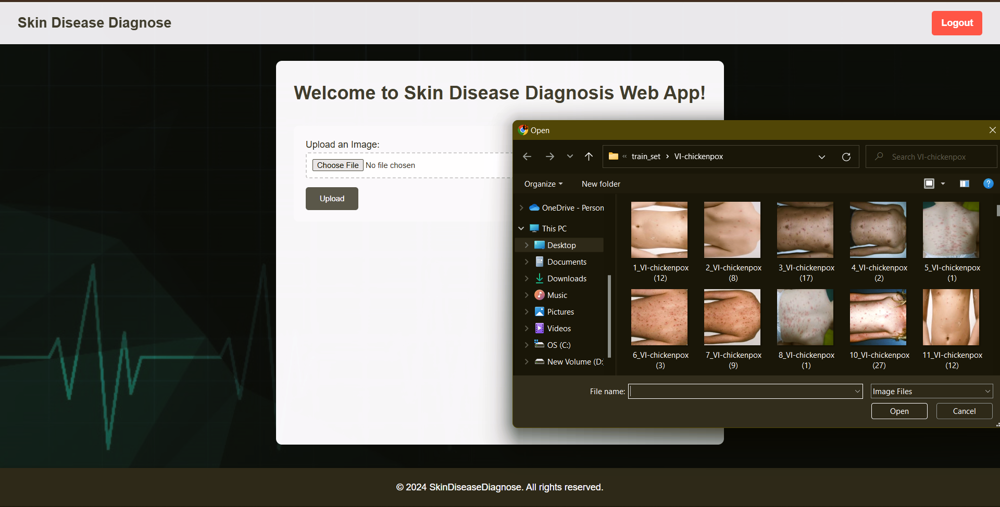 Skin Disease Diagnose
Logout
Welcome to Skin Disease Diagnosis Web App!
Upload an Image:
Choose File No file chosen
Upload
Open
« train_set › VI-chickenpox
Search VI-chickenpox
Organize
New folder
OneDrive - Person
This PC
Desktop
Documents
Downloads
Music
Pictures
Videos
OS (C:)
New Volume (D:
1_VI-chickenpox
(12)
2_VI-chickenpox
(8)
3_VI-chickenpox
(17)
4_VI-chickenpox
(2)
5_VI-chickenpox
(1)
6_VI-chickenpox
(3)
7_VI-chickenpox
(9)
8_VI-chickenpox
(1)
10_VI-chickenpox
(27)
11_VI-chickenpox
(12)
File name:
Image Files
Open
Cancel
© 2024 SkinDiseaseDiagnose. All rights reserved.